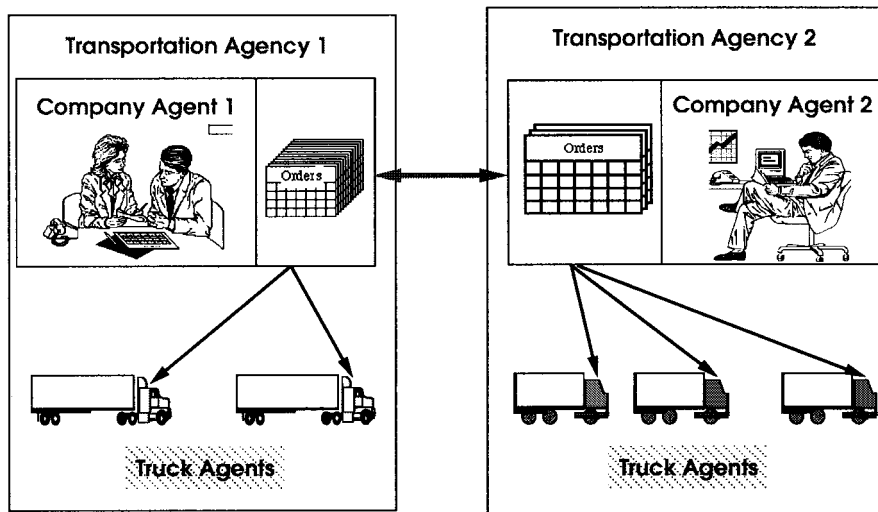 Transportation Agency 1
Company Agent 1
Orders
Truck Agents
Transportation Agency 2
Orders
Company Agent 2
Truck Agents